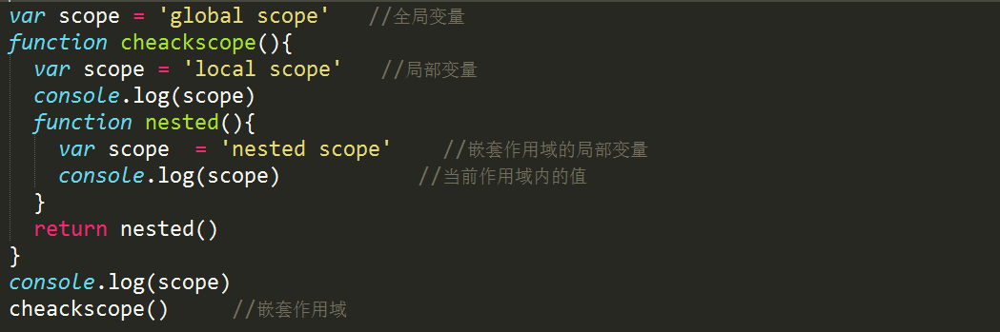 var scope = 'global scope'   //全局变量
function cheackscope(){
  var scope = 'local scope'   //局部变量
  console.log(scope)
  function nested(){
    var scope  = 'nested scope'    //嵌套作用域的局部变量
    console.log(scope)           //当前作用域内的值
  }
  return nested()
}
console.log(scope)
cheackscope()     //嵌套作用域